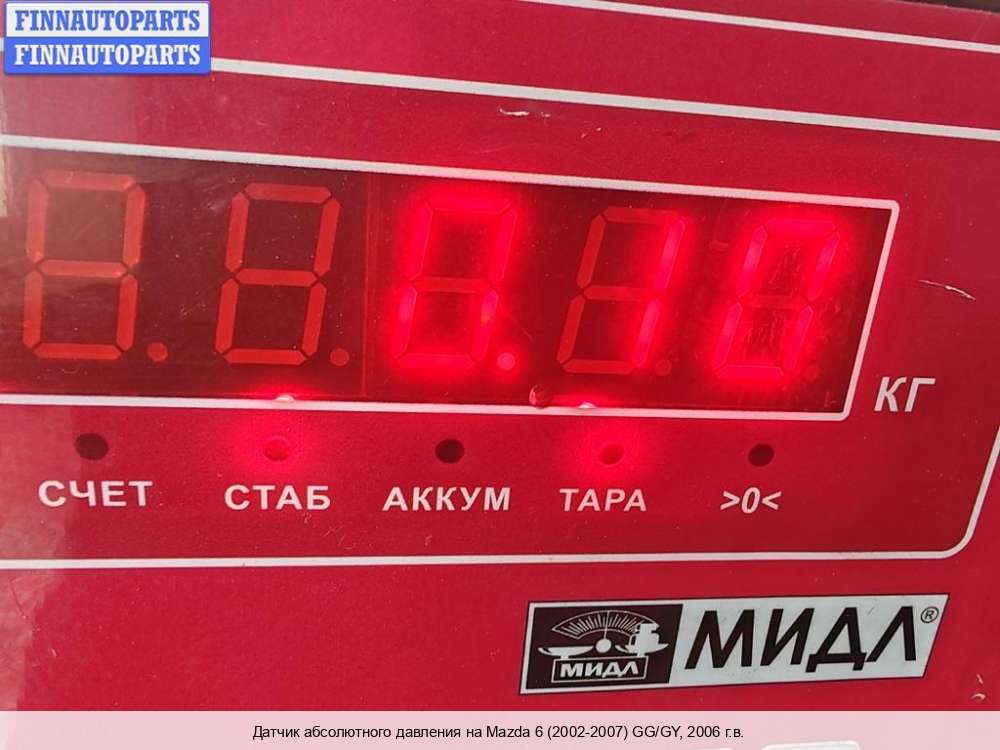 FINNAUTOPARTS
FINNAUTOPARTS
0.10
КГ
СЧЕТ СТАБ АККУМ ТАРА >0<
МИДЛ МИДЛ®
Датчик абсолютного давления на Mazda 6 (2002-2007) GG/GY, 2006 г.в.